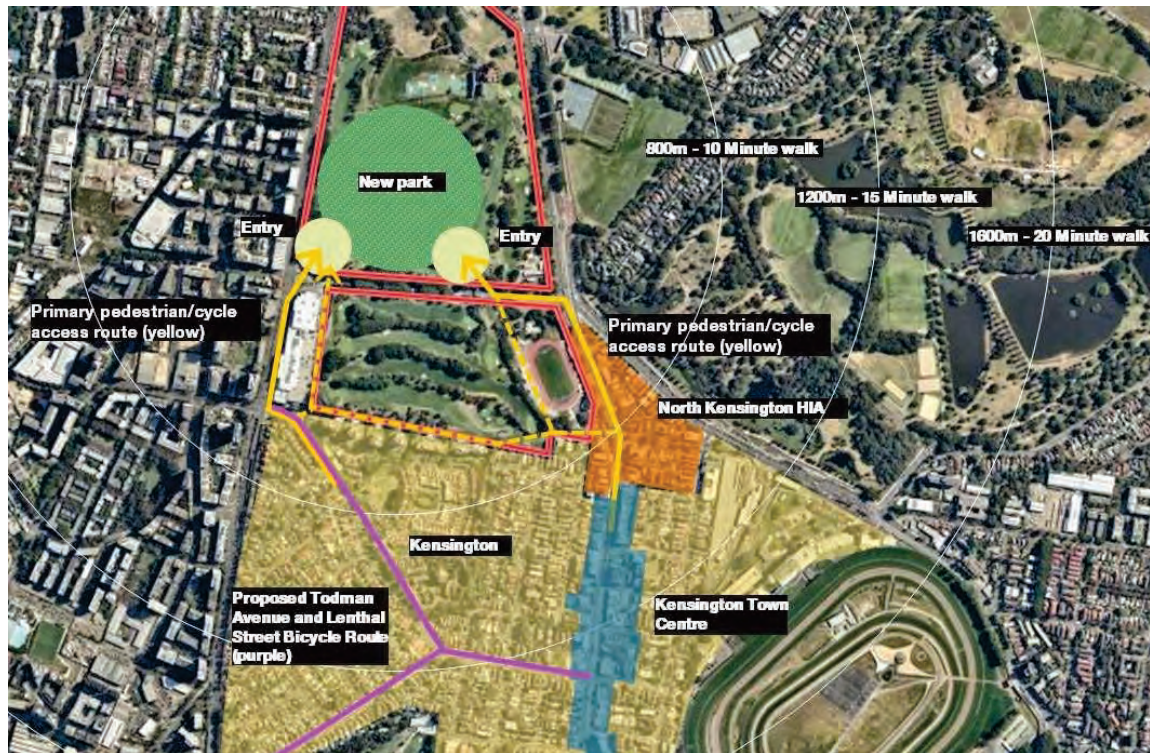 800m - 10 Minute walk
New park
1200m - 15 Minute walk
Entry
Entry
1600m - 20 Minute walk
Primary pedestrian/cycle
access route (yellow)
Primary pedestrian/cycle
access route (yellow)
North Kensington HIA
Kensington
Proposed Todman
Avenue and Lenthal
Street Bicycle Route
(purple)
Kensington Town
Centre